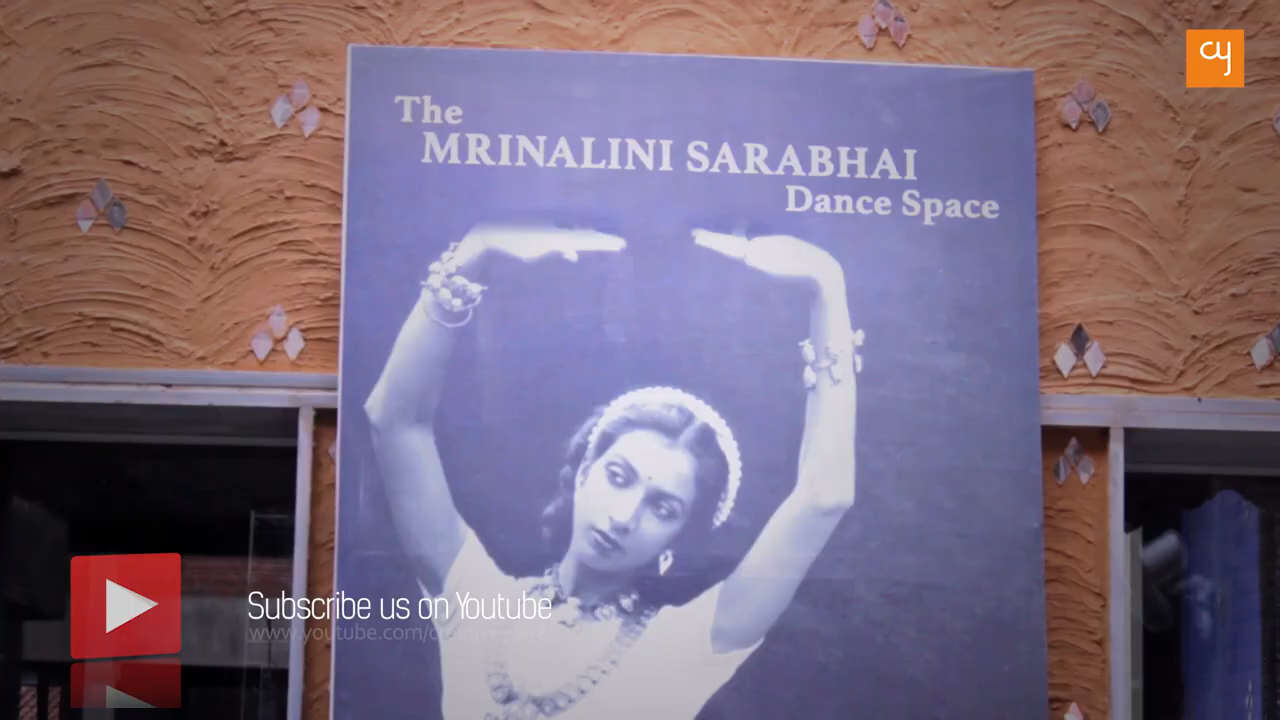 The
MRINALINI SARABHAI
Dance Space
cy
Subscribe us on Youtube